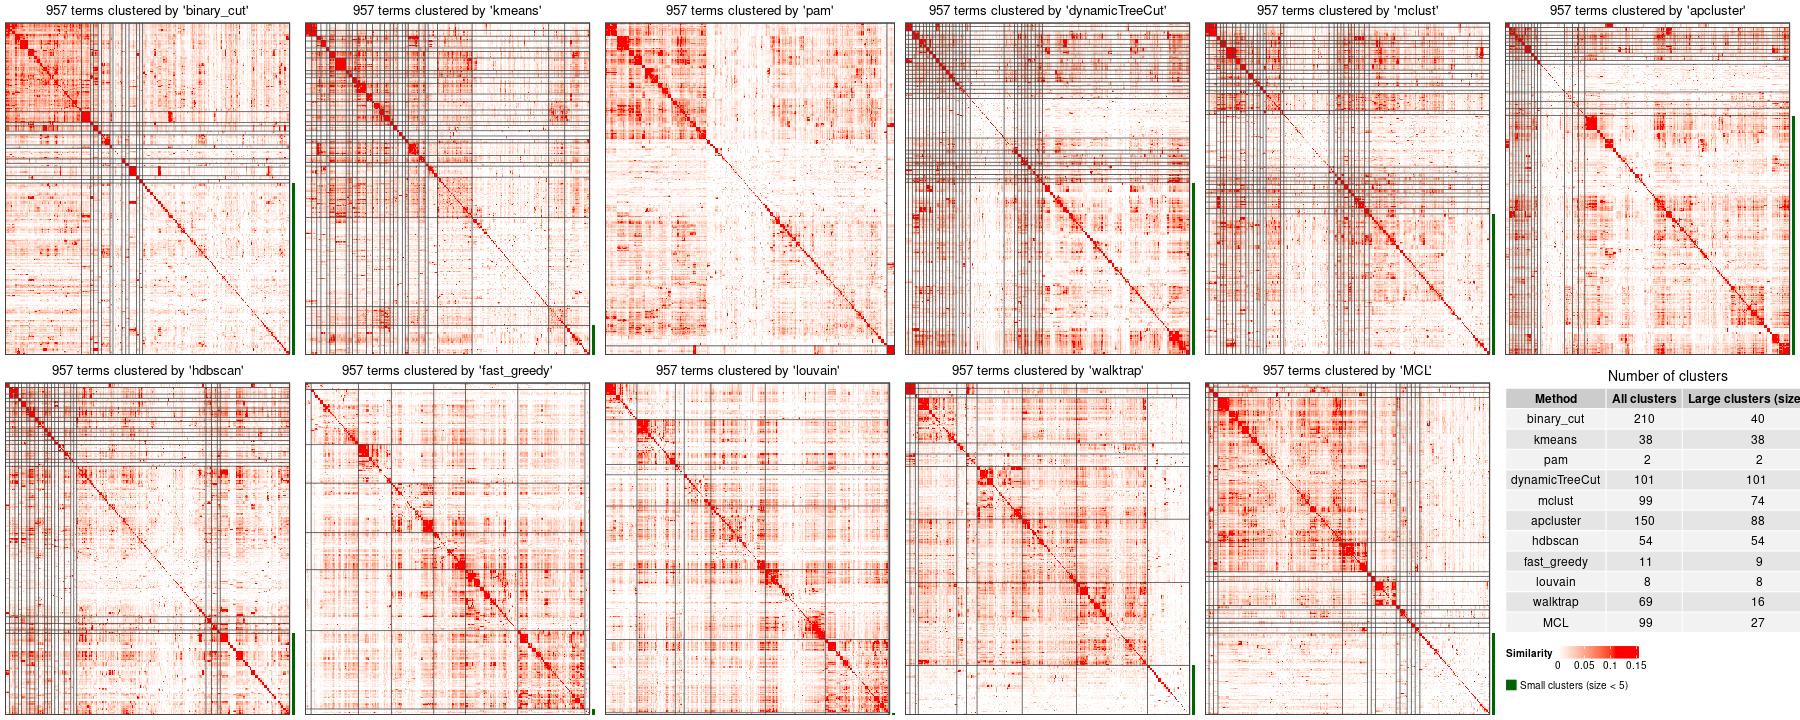 957 terms clustered by 'binary_cut'
957 terms clustered by 'kmeans'
957 terms clustered by 'pam'
957 terms clustered by 'dynamicTreeCut'
957 terms clustered by 'mclust'
957 terms clustered by 'apcluster'
957 terms clustered by 'hdbscan'
957 terms clustered by 'fast_greedy'
957 terms clustered by 'louvain'
957 terms clustered by 'walktrap'
957 terms clustered by 'MCL'
Number of clusters
Method All clusters Large clusters (size
binary_cut 210 40
kmeans 38 38
pam 2 2
dynamicTreeCut 101 101
mclust 99 74
apcluster 150 88
hdbscan 54 54
fast_greedy 11 9
louvain 8 8
walktrap 69 16
MCL 99 27
Similarity
0 0.05 0.1 0.15
Small clusters (size < 5)